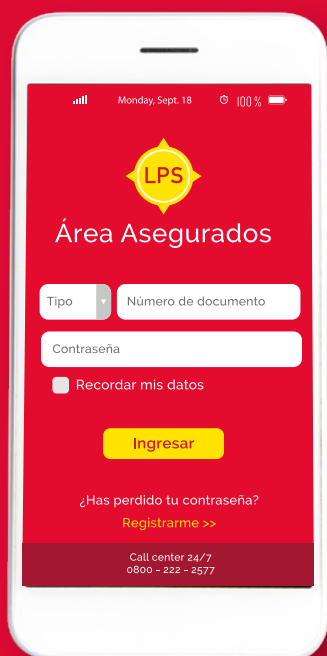 Monday, Sept. 18
100 %
LPS
Área Asegurados
Tipo
Número de documento
Contraseña
Recordar mis datos
Ingresar
¿Has perdido tu contraseña?
Registrarme >>
Call center 24/7
0800 - 222 - 2577